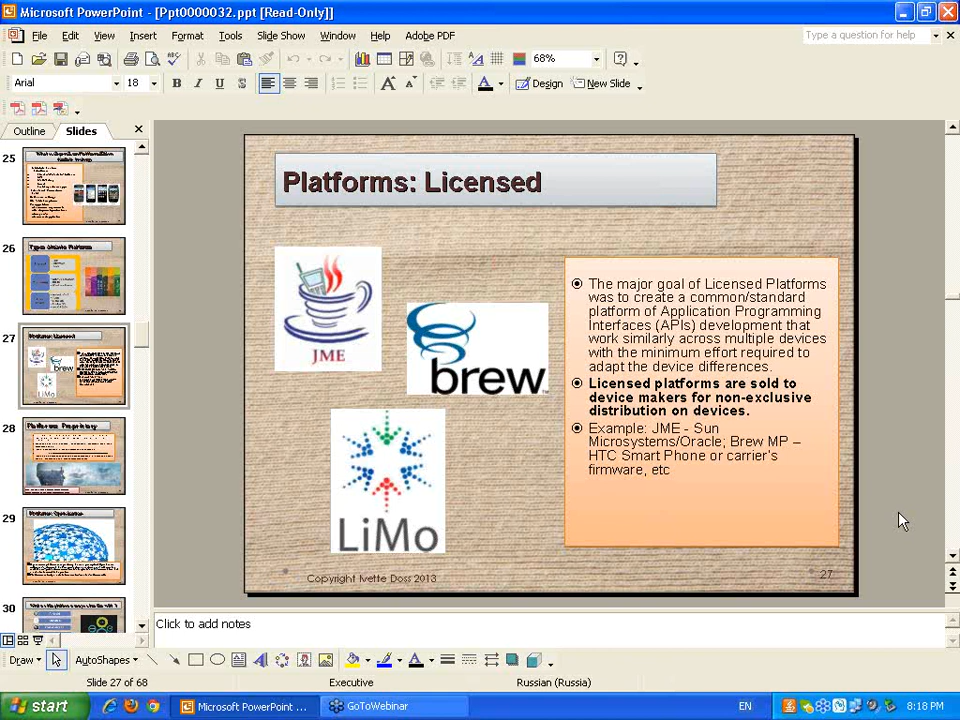 Microsoft PowerPoint - [Ppt0000032.ppt [Read-Only]]
File Edit View Insert Format Tools Slide Show Window Help Adobe PDF
Type a question for help
68%
Arial 18 B I U S A A A Design New Slide
Outline Slides
25
26
27
28
29
30
Platforms: Licensed
JME
brew
LiMo
The major goal of Licensed Platforms
was to create a common/standard
platform of Application Programming
Interfaces (APIs) development that
work similarly across multiple devices
with the minimum effort required to
adapt the device differences.
Licensed platforms are sold to
device makers for non-exclusive
distribution on devices.
Example: JME - Sun
Microsystems/Oracle; Brew MP –
HTC Smart Phone or carrier's
firmware, etc
Copyright Ivette Doss 2013
27
Click to add notes
Draw AutoShapes
Slide 27 of 68 Executive Russian (Russia)
start Microsoft PowerPoint ... GoToWebinar EN 8:18 PM